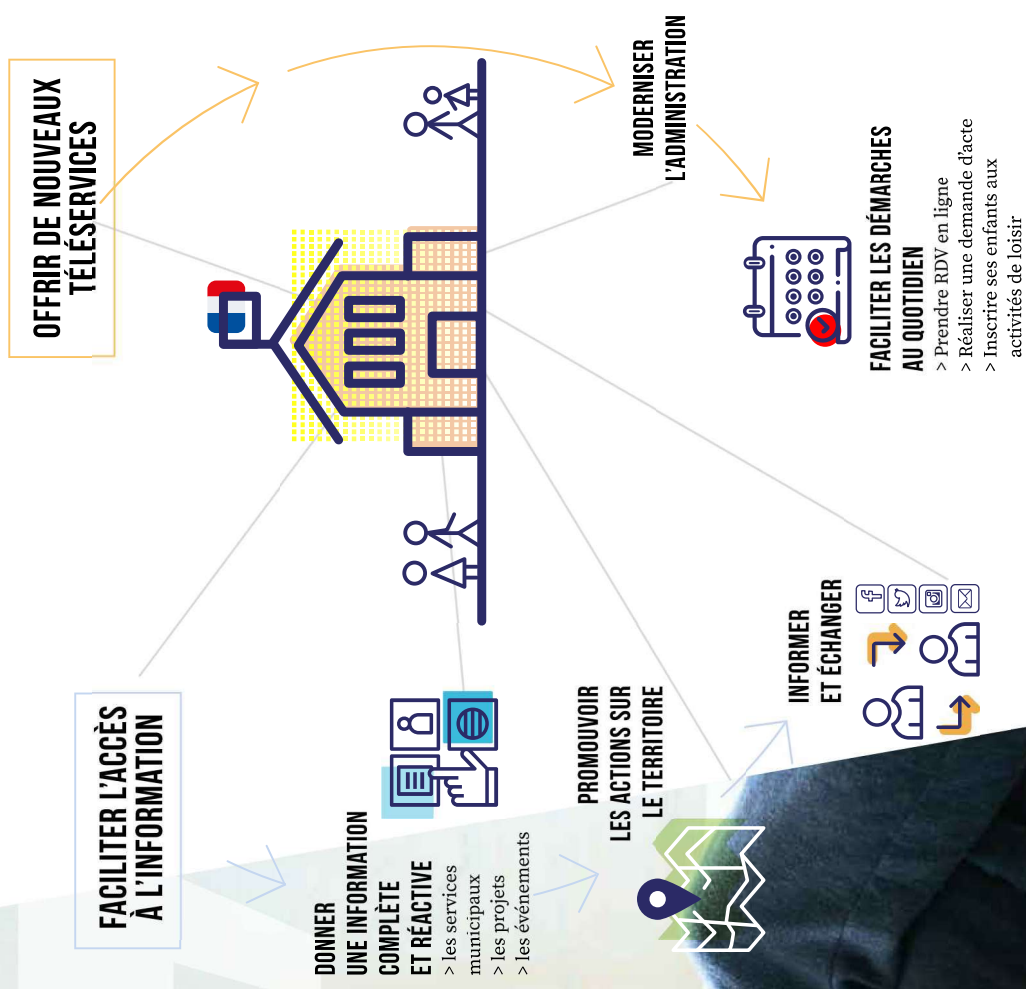 FACILITER L'ACCÈS
À L'INFORMATION
DONNER
UNE INFORMATION
COMPLÈTE
ET RÉACTIVE
> les services
municipaux
> les projets
> les événements
PROMOUVOIR
LES ACTIONS SUR
LE TERRITOIRE
INFORMER
ET ÉCHANGER
OFFRIR DE NOUVEAUX
TÉLÉSERVICES
MODERNISER
L'ADMINISTRATION
FACILITER LES DÉMARCHES
AU QUOTIDIEN
> Prendre RDV en ligne
> Réaliser une demande d'acte
> Inscrire ses enfants aux
activités de loisir